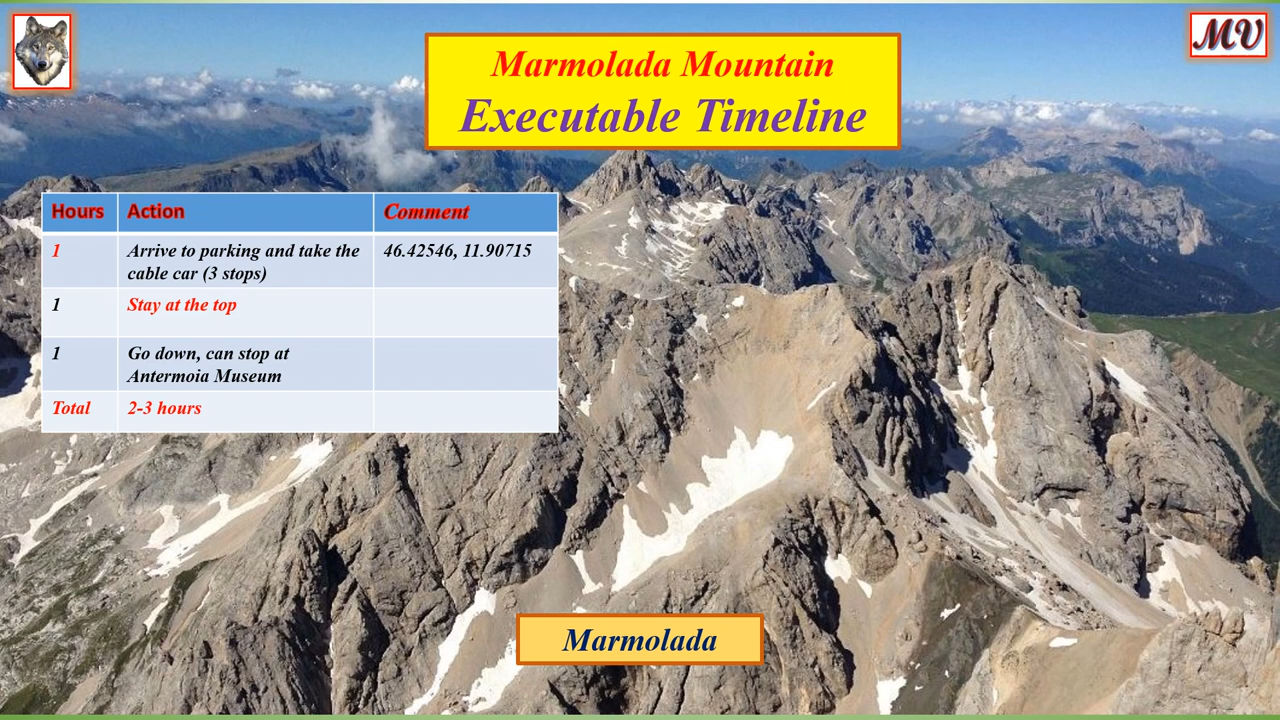 MV
Marmolada Mountain
Executable Timeline
Hours Action Comment
1 Arrive to parking and take the 46.42546, 11.90715
cable car (3 stops)
1 Stay at the top
1 Go down, can stop at
Antermoia Museum
Total 2-3 hours
Marmolada